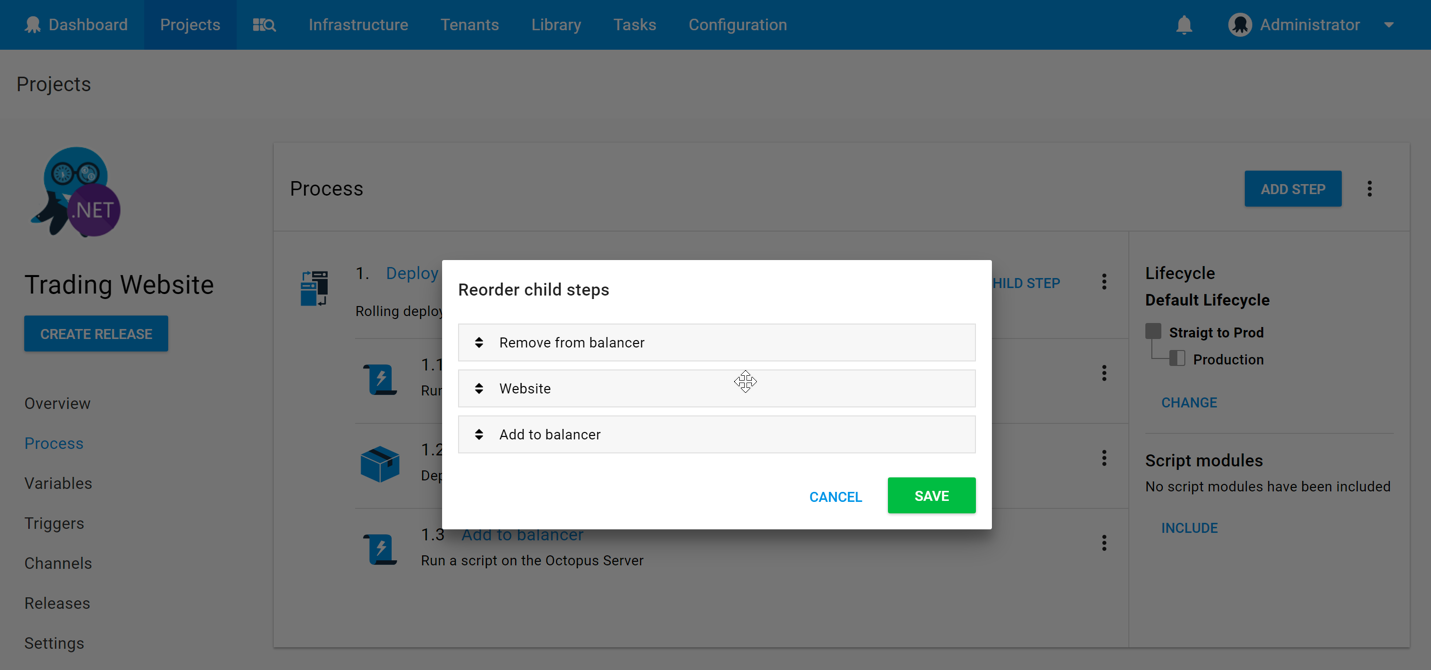 Dashboard Projects Infrastructure Tenants Library Tasks Configuration Administrator
Projects
.NET
Trading Website
CREATE RELEASE
Overview
Process
Variables
Triggers
Channels
Releases
Settings
Process
ADD STEP
1. Deploy
HILD STEP
Rolling deploy
1.1
Run
1.2
Dep
1.3 Add to balancer
Run a script on the Octopus Server
Reorder child steps
Remove from balancer
Website
Add to balancer
CANCEL SAVE
Lifecycle
Default Lifecycle
Straigt to Prod
Production
CHANGE
Script modules
No script modules have been included
INCLUDE